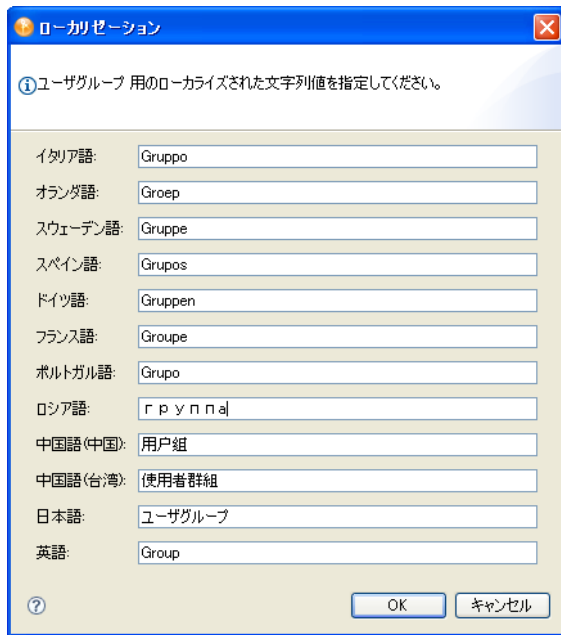 ローカリゼーション
ユーザグループ 用のローカライズされた文字列値を指定してください。
イタリア語: Gruppo
オランダ語: Groep
スウェーデン語: Gruppe
スペイン語: Grupos
ドイツ語: Gruppen
フランス語: Groupe
ポルトガル語: Grupo
ロシア語: группa
中国語(中国): 用户组
中国語(台湾): 使用者群組
日本語: ユーザグループ
英語: Group
OK キャンセル